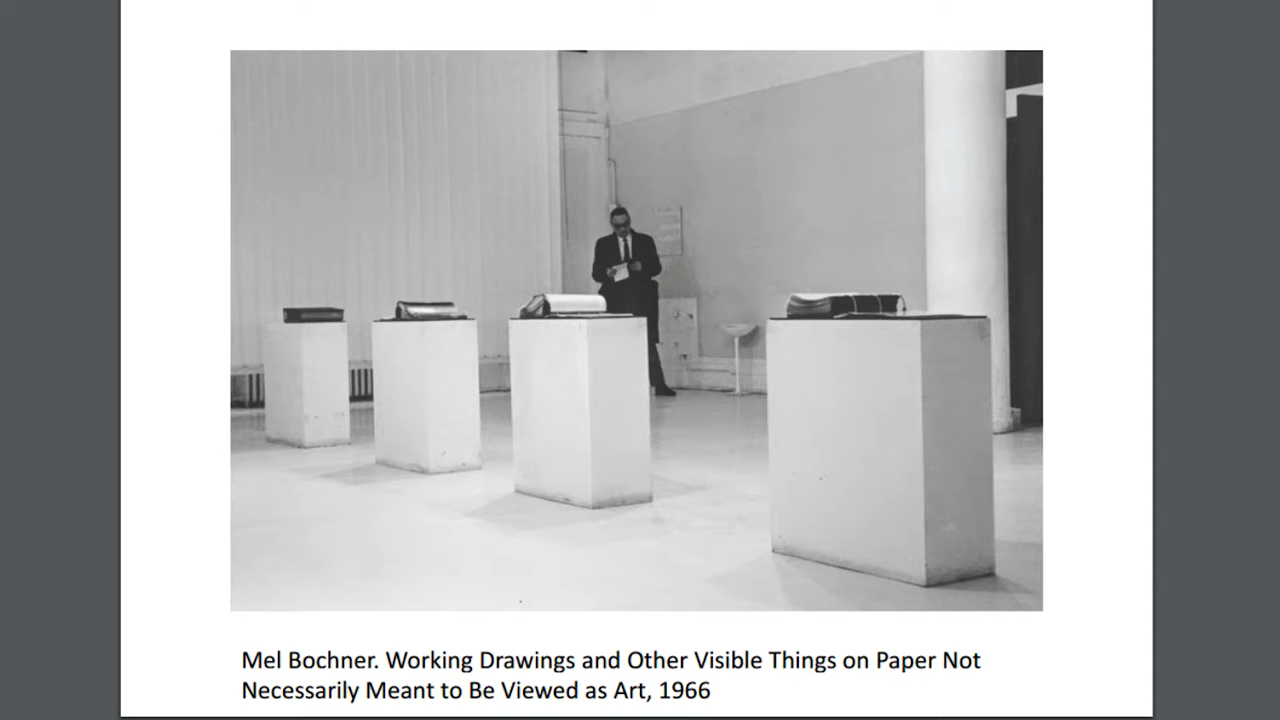 Mel Bochner. Working Drawings and Other Visible Things on Paper Not
Necessarily Meant to Be Viewed as Art, 1966